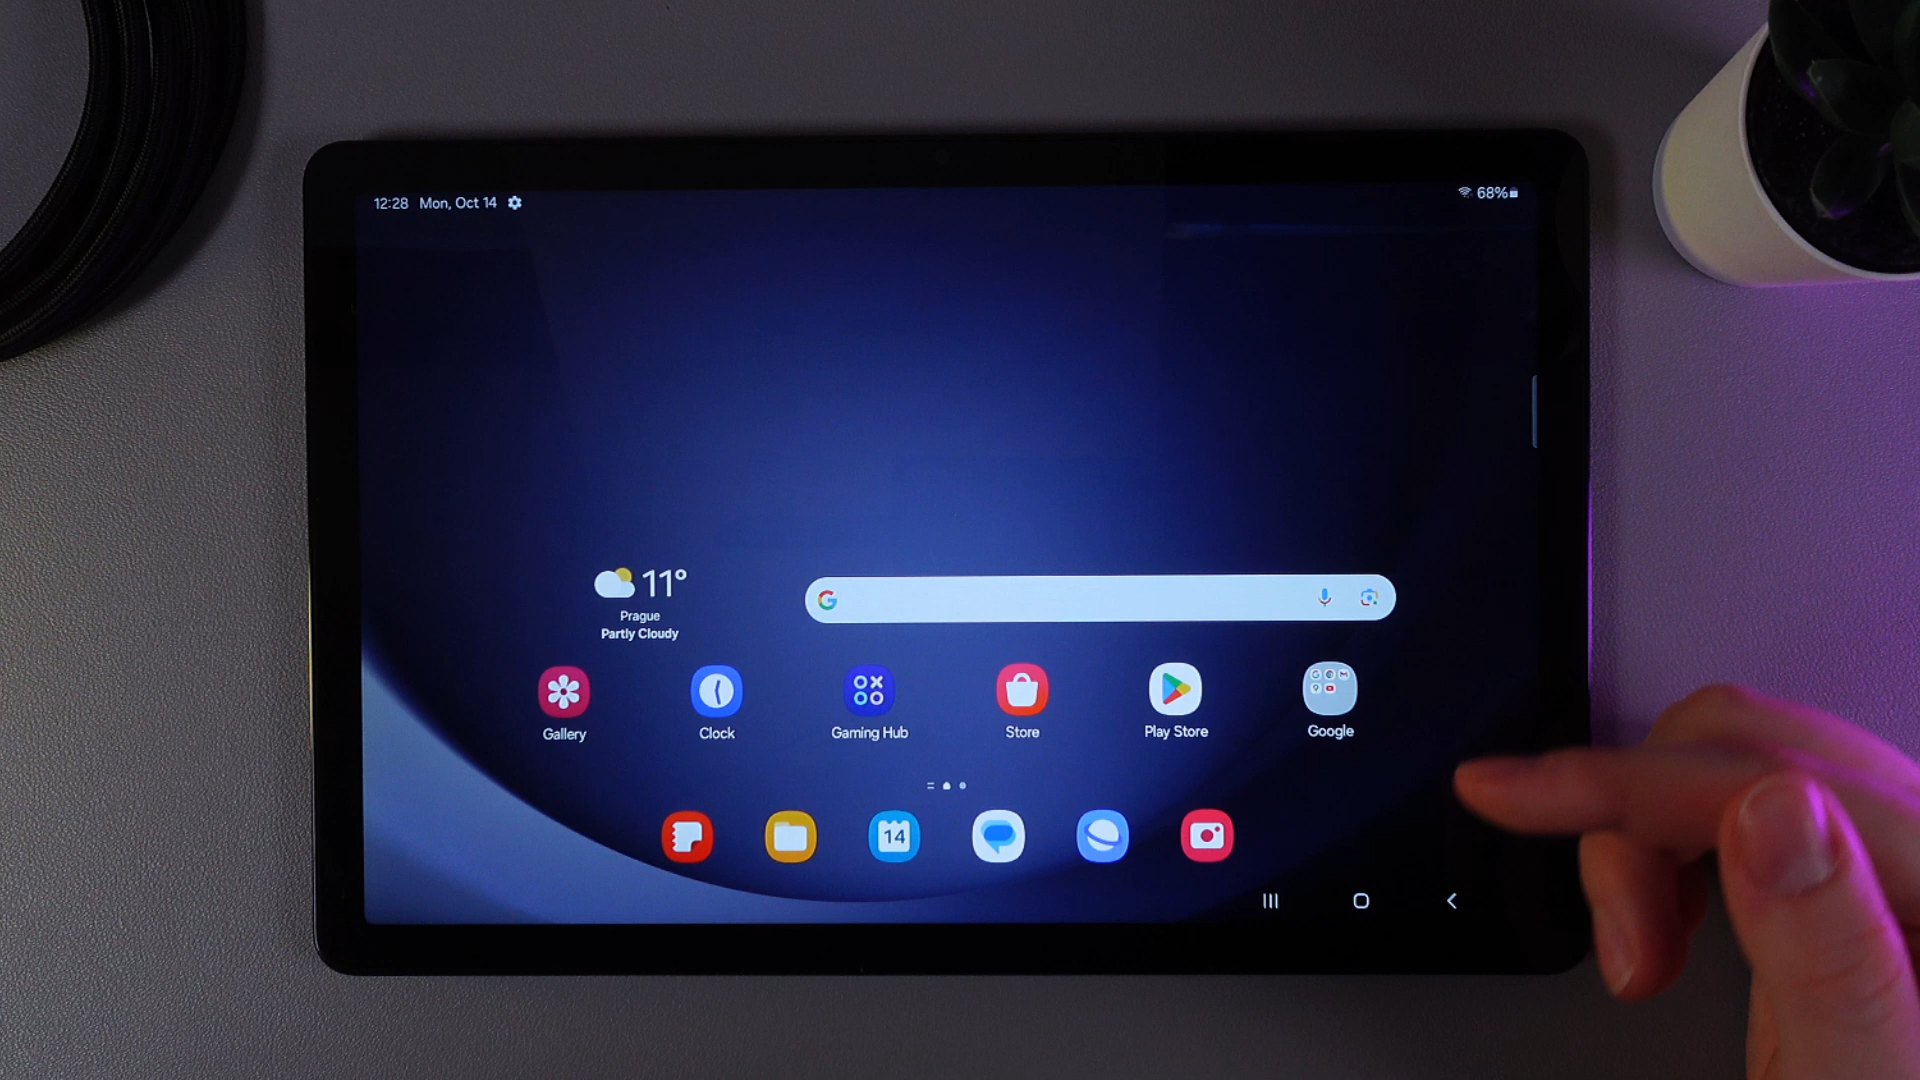 12:28 Mon, Oct 14
68%
11°
Prague
Partly Cloudy
G
Gallery
Clock
Gaming Hub
Store
Play Store
Google
14